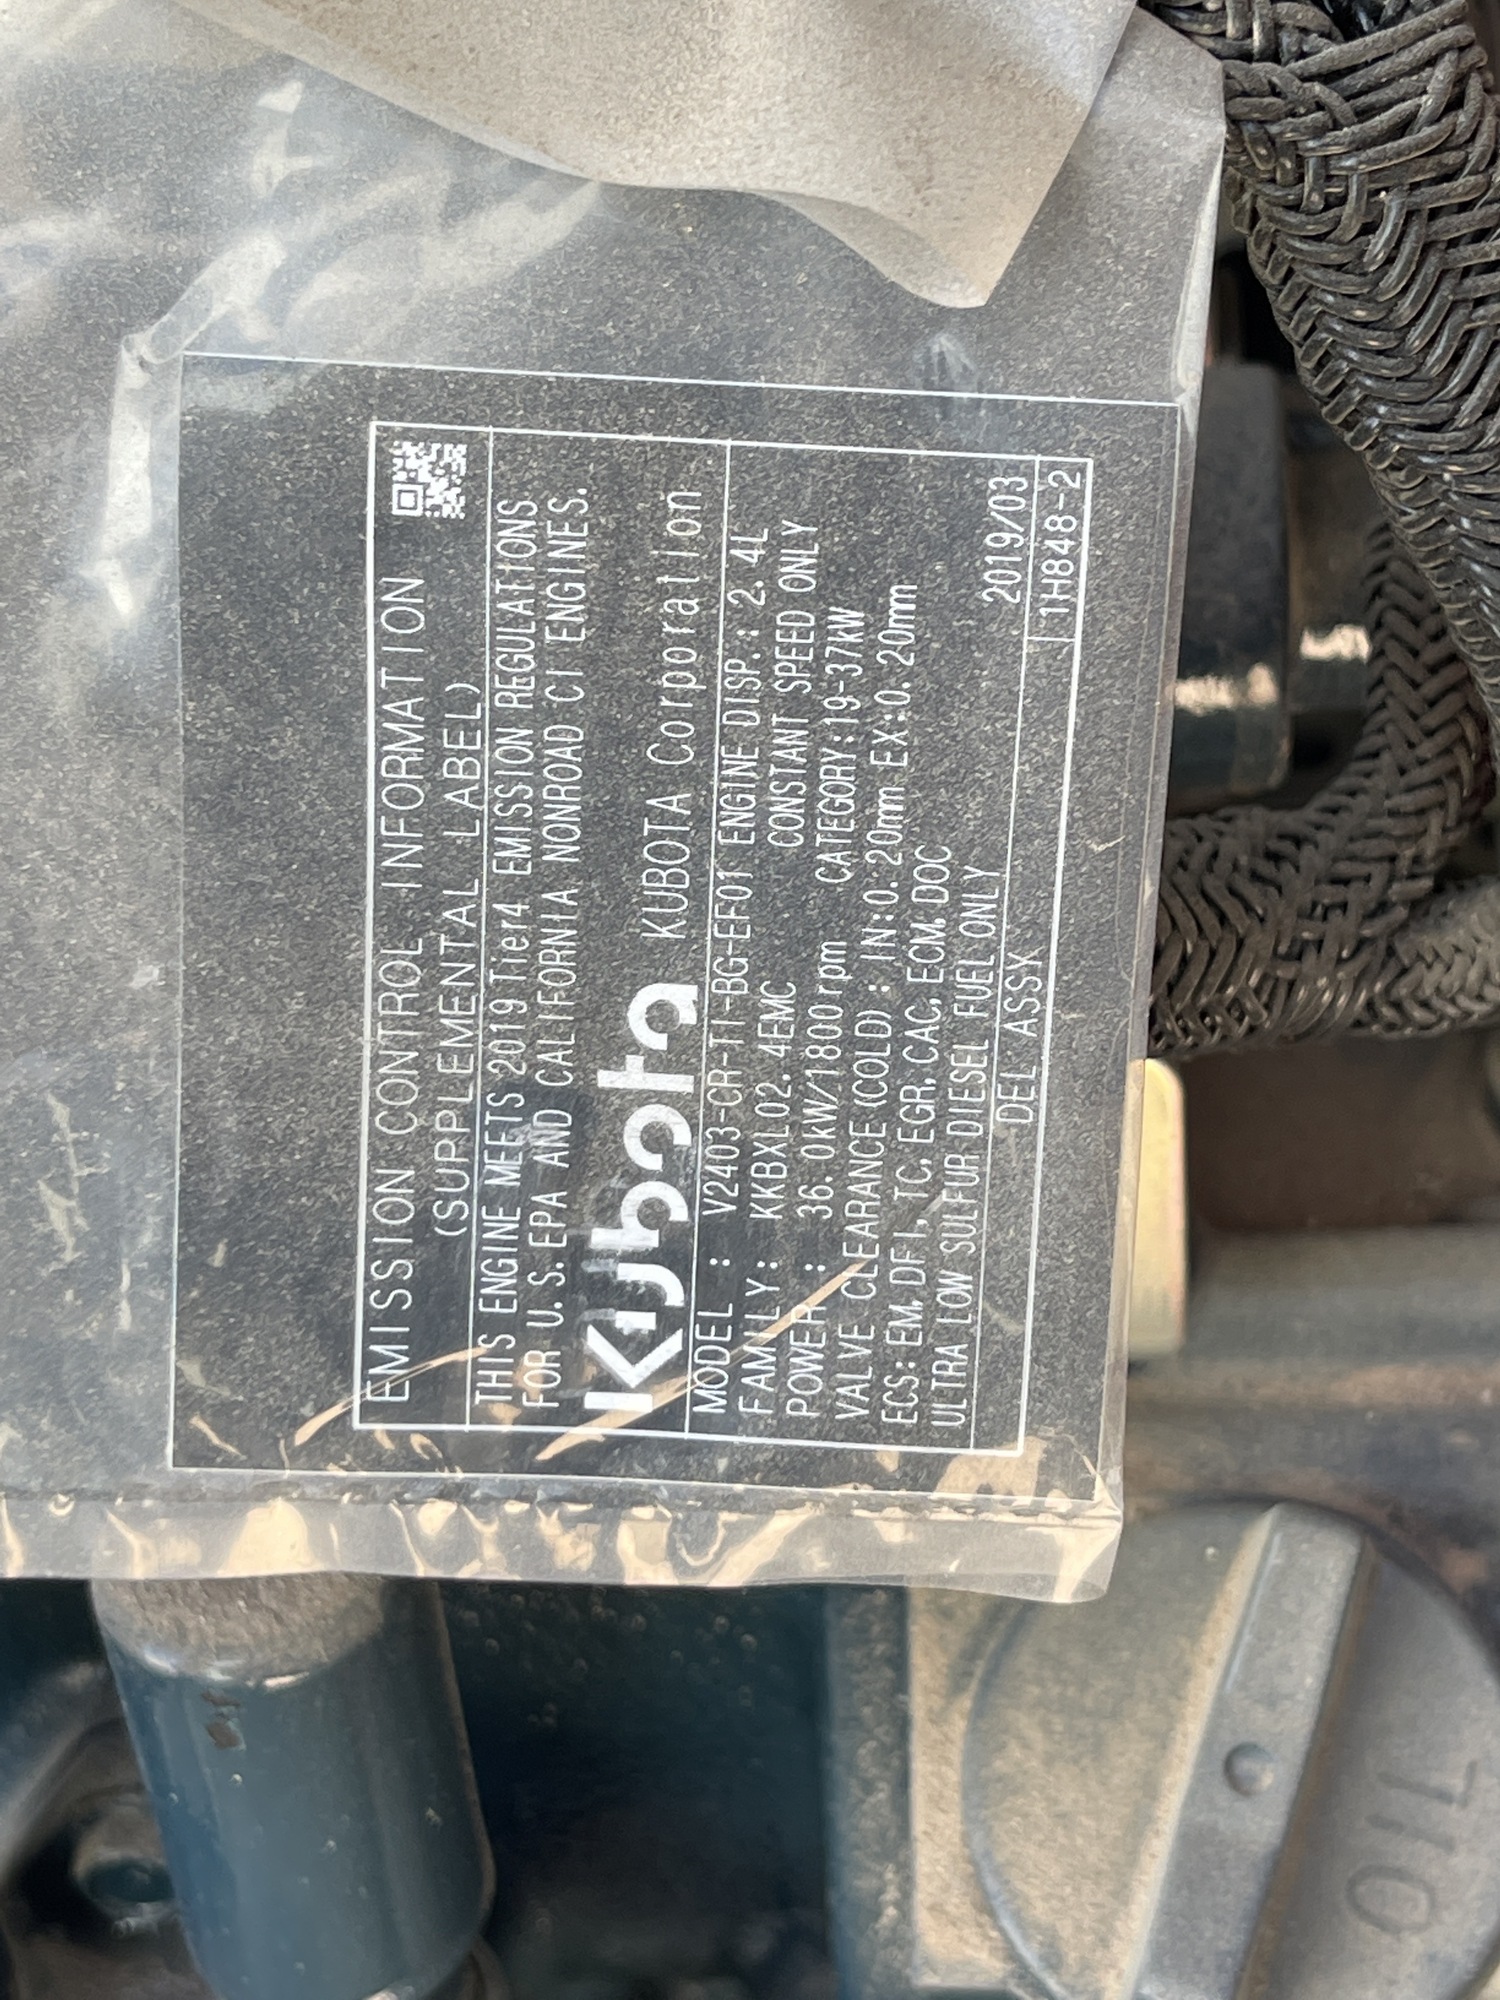 EMISSION CONTROL INFORMATION
(SUPPLEMENTAL LABEL)
THIS ENGINE MEETS 2019 Tier4 EMISSION REGULATIONS
FOR U.S. EPA AND CALIFORNIA NONROAD CI ENGINES.
Kubota KUBOTA Corporation
MODEL : V2403-CR-TI-BG-EF01 ENGINE DISP.: 2.4L
FAMILY: KKBXL02.4EMC CONSTANT SPEED ONLY
POWER : 36.0kW/1800rpm CATEGORY:19-37kW
VALVE CLEARANCE(COLD) : IN:0.20mm EX:0.20mm
ECS: EM, DFI, TC, EGR, CAC, ECM, DOC
ULTRA LOW SULFUR DIESEL FUEL ONLY
DEL ASSY 2019/03
1H848-2
OIL